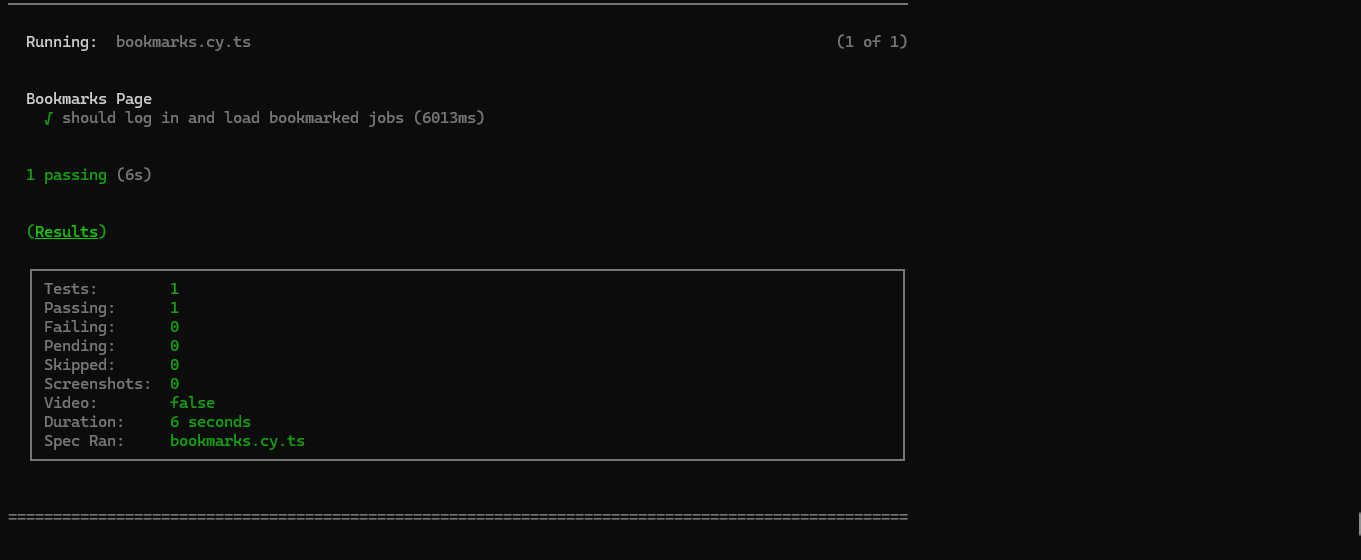 Running:  bookmarks.cy.ts (1 of 1)
Bookmarks Page
√ should log in and load bookmarked jobs (6013ms)
1 passing (6s)
(Results)
Tests: 1
Passing: 1
Failing: 0
Pending: 0
Skipped: 0
Screenshots: 0
Video: false
Duration: 6 seconds
Spec Ran: bookmarks.cy.ts
====================================================================================================